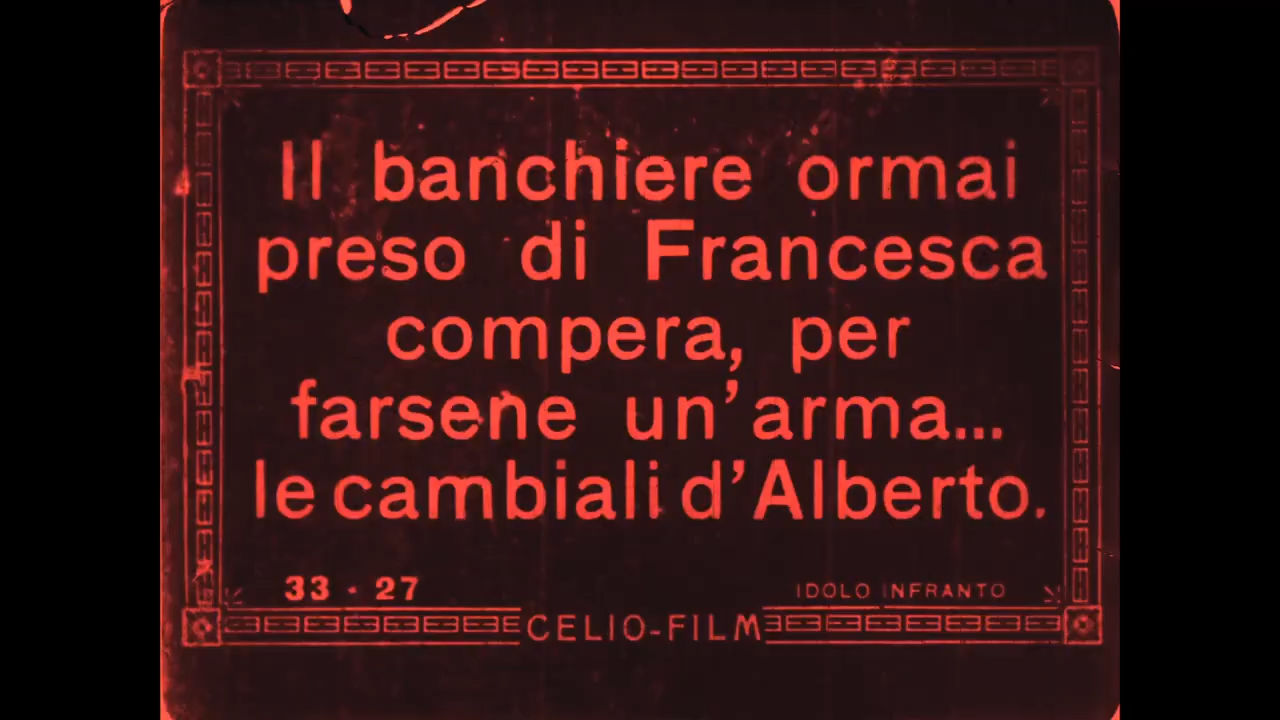 Il banchiere ormai
preso di Francesca
compera, per
farsene un'arma...
le cambiali d'Alberto.
33 - 27
IDOLO INFRANTO
CELIO-FILM